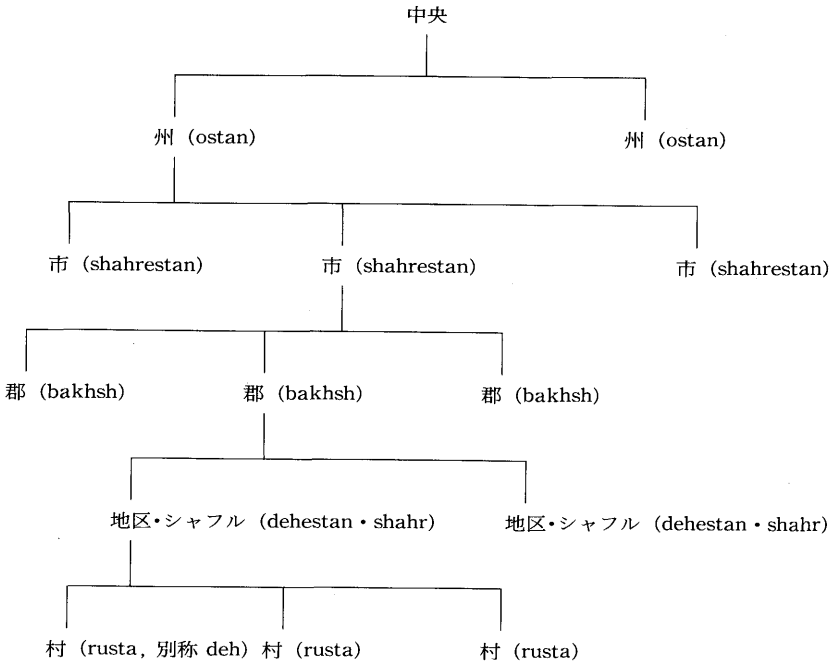 中央
州 (ostan) 州 (ostan)
市 (shahrestan) 市 (shahrestan) 市 (shahrestan)
郡 (bakhsh) 郡 (bakhsh) 郡 (bakhsh)
地区・シャフル (dehestan・shahr) 地区・シャフル (dehestan・shahr)
村 (rusta, 別称 deh) 村 (rusta) 村 (rusta)